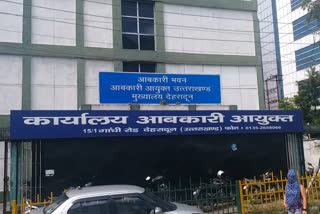 आबकारी भवन
आबकारी आयुक्त उत्तराखण्ड
मुख्यालय देहरादून
कार्यालय आबकारी आयुक्त
15/1 गाँधी रोड देहरादून (उत्तराखण्ड) फोन : 0135-2656069